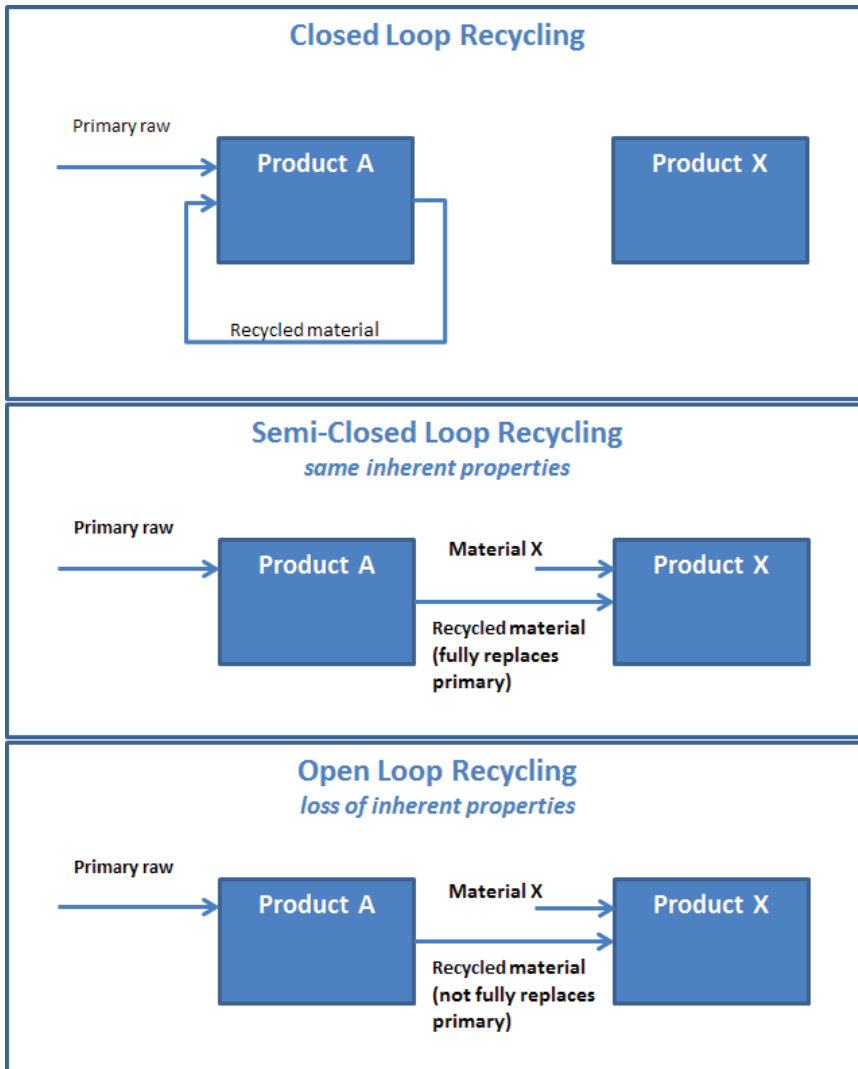 Closed Loop Recycling
Primary raw
Product A
Product X
Recycled material
Semi-Closed Loop Recycling
same inherent properties
Primary raw
Product A
Material X
Product X
Recycled material
(fully replaces
primary)
Open Loop Recycling
loss of inherent properties
Primary raw
Product A
Material X
Product X
Recycled material
(not fully replaces
primary)